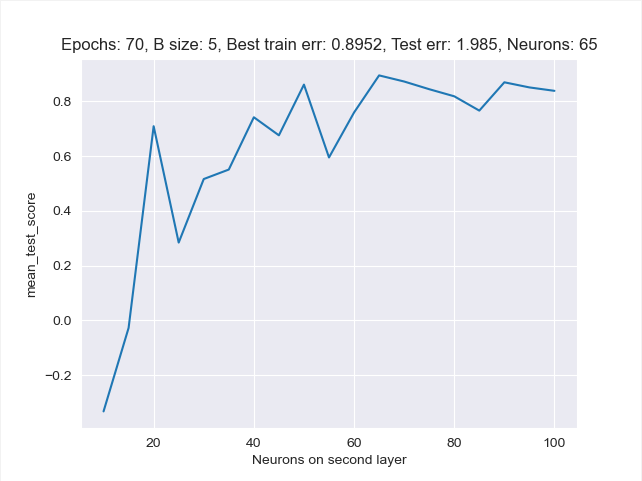 Epochs: 70, B size: 5, Best train err: 0.8952, Test err: 1.985, Neurons: 65
mean_test_score
0.8
0.6
0.4
0.2
0.0
−0.2
20 40 60 80 100
Neurons on second layer